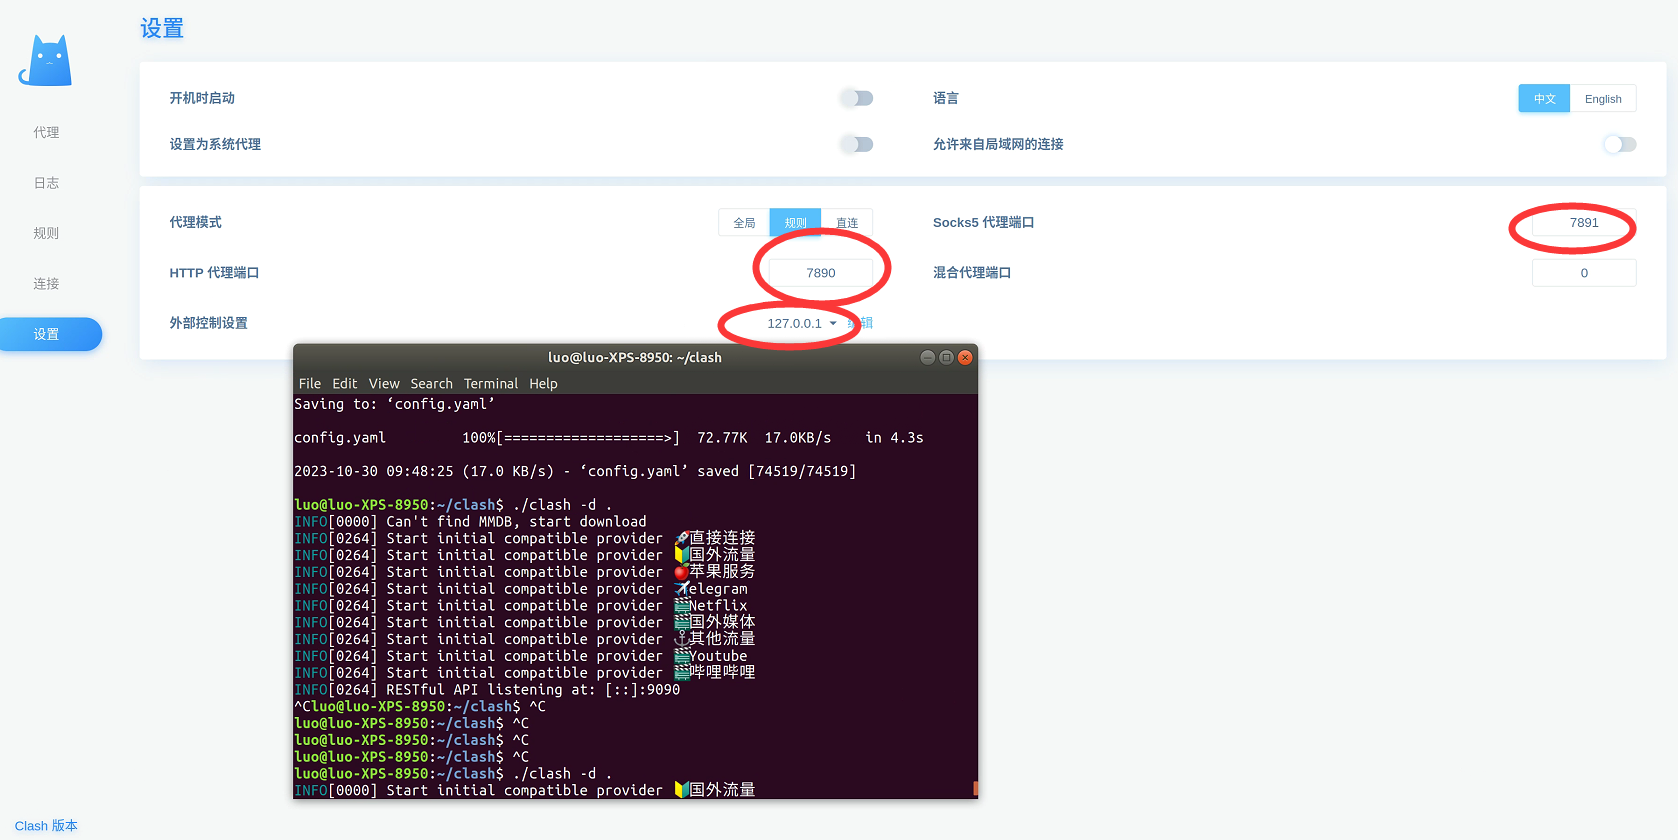 设置
代理
日志
规则
连接
设置
Clash 版本
开机时启动
语言
中文
English
设置为系统代理
允许来自局域网的连接
代理模式
全局
规则
直连
Socks5 代理端口
7891
HTTP 代理端口
7890
混合代理端口
0
外部控制设置
127.0.0.1
编辑
luo@luo-XPS-8950: ~/clash
File Edit View Search Terminal Help
Saving to: ‘config.yaml’
config.yaml 100%[===================>] 72.77K 17.0KB/s in 4.3s
2023-10-30 09:48:25 (17.0 KB/s) - ‘config.yaml’ saved [74519/74519]
luo@luo-XPS-8950:~/clash$ ./clash -d .
INFO[0000] Can't find MMDB, start download
INFO[0264] Start initial compatible provider 🚀直接连接
INFO[0264] Start initial compatible provider 🔰国外流量
INFO[0264] Start initial compatible provider 🍎苹果服务
INFO[0264] Start initial compatible provider ✈️elegram
INFO[0264] Start initial compatible provider 🎬Netflix
INFO[0264] Start initial compatible provider 🎬国外媒体
INFO[0264] Start initial compatible provider ⚓其他流量
INFO[0264] Start initial compatible provider 🎬Youtube
INFO[0264] Start initial compatible provider 🎬哔哩哔哩
INFO[0264] RESTful API listening at: [::]:9090
^Cluo@luo-XPS-8950:~/clash$ ^C
luo@luo-XPS-8950:~/clash$ ^C
luo@luo-XPS-8950:~/clash$ ^C
luo@luo-XPS-8950:~/clash$ ^C
luo@luo-XPS-8950:~/clash$ ./clash -d .
INFO[0000] Start initial compatible provider 🔰国外流量